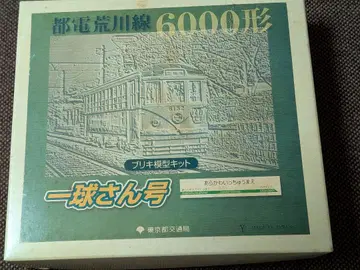 都電荒川線 6000形
6152
ブリキ模型キット
一球さん号
東京都交通局